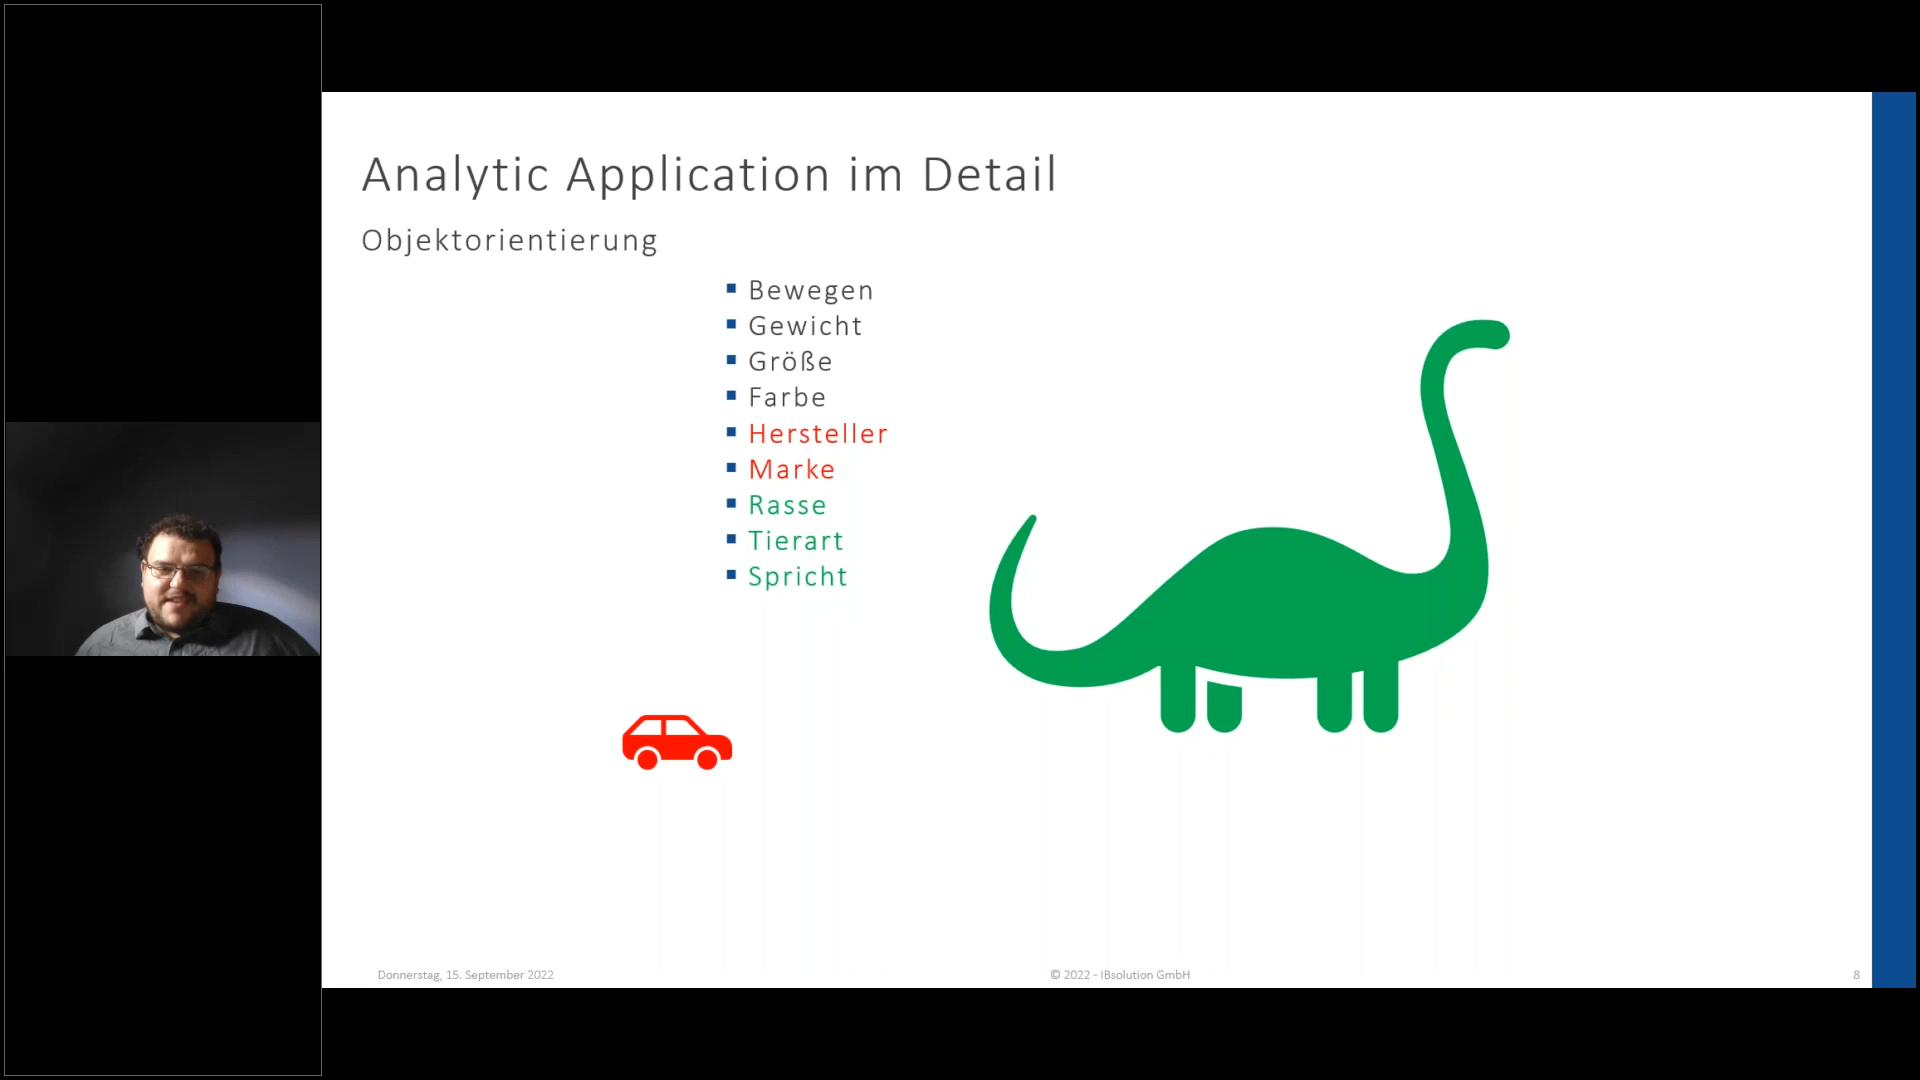 Analytic Application im Detail
Objektorientierung
Bewegen
Gewicht
Größe
Farbe
Hersteller
Marke
Rasse
Tierart
Spricht
Donnerstag, 15. September 2022
© 2022 - IBsolution GmbH
8